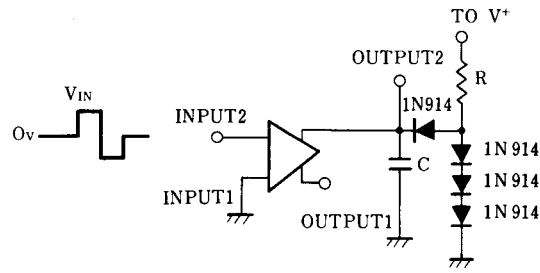 TO V+
OUTPUT2
R
VIN
1N914
0V
INPUT2
1N914
C
1N914
INPUT1
OUTPUT1
1N914